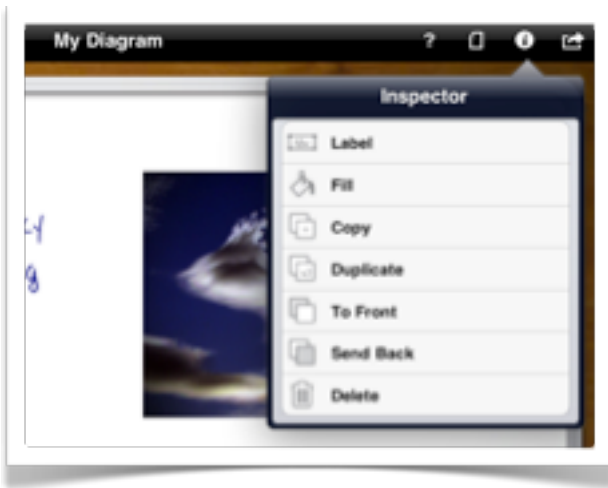 My Diagram ?
Inspector
Label
Fill
Copy
Duplicate
To Front
Send Back
Delete